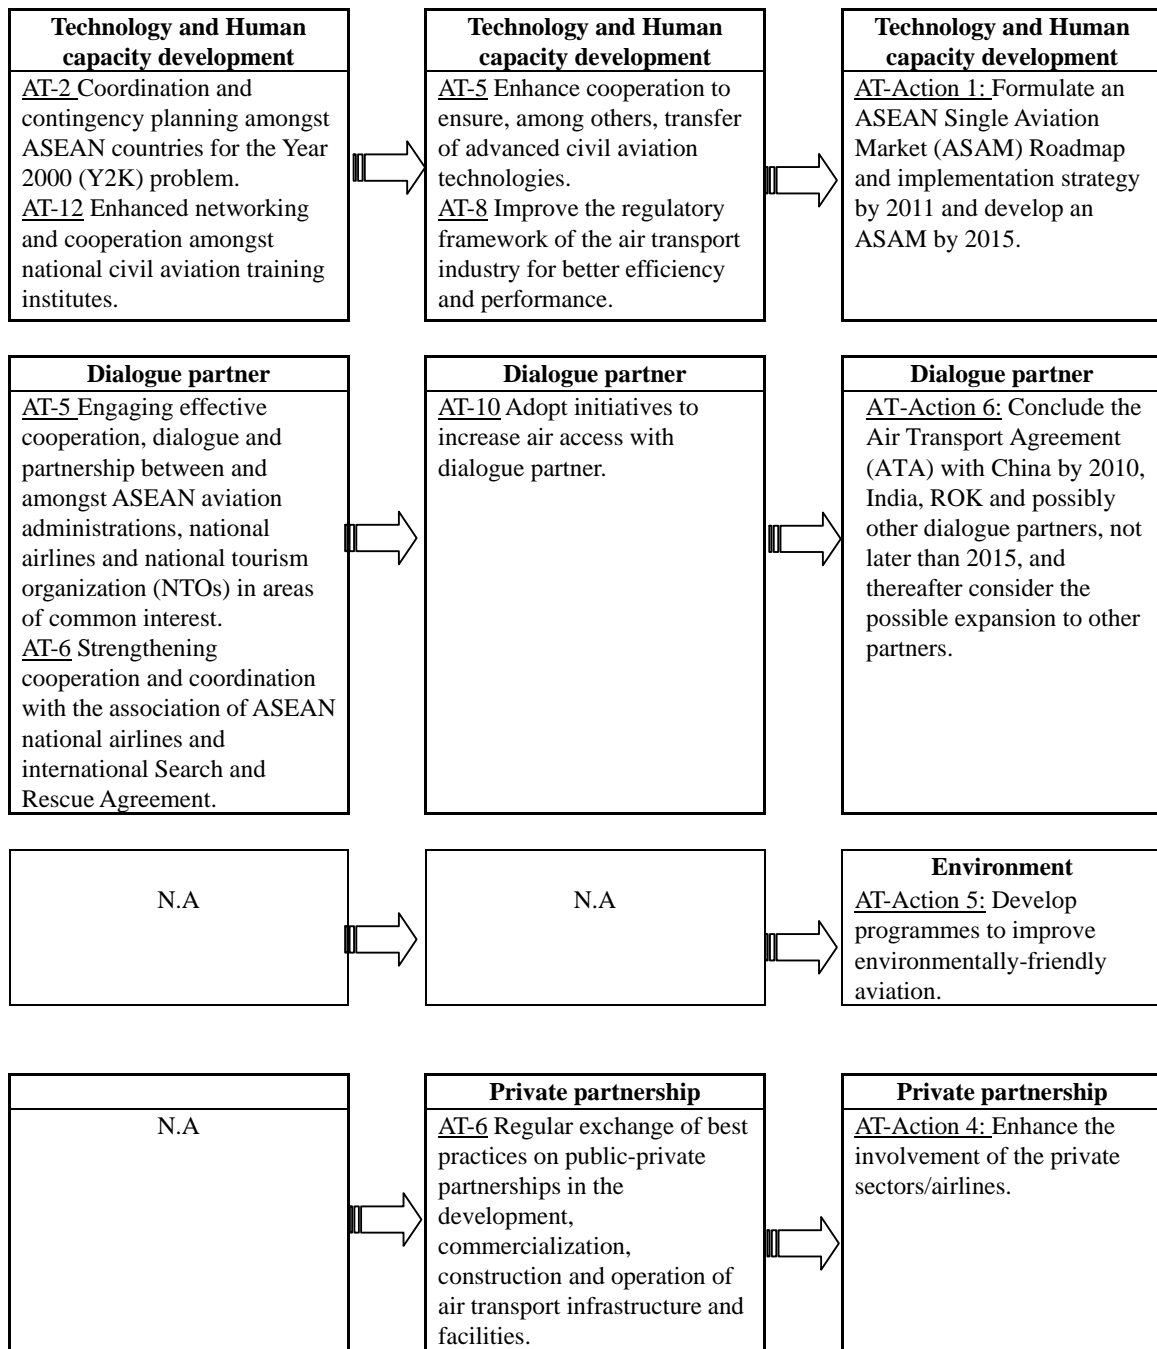 Technology and Human
capacity development
AT-2 Coordination and
contingency planning amongst
ASEAN countries for the Year
2000 (Y2K) problem.
AT-12 Enhanced networking
and cooperation amongst
national civil aviation training
institutes.
Technology and Human
capacity development
AT-5 Enhance cooperation to
ensure, among others, transfer
of advanced civil aviation
technologies.
AT-8 Improve the regulatory
framework of the air transport
industry for better efficiency
and performance.
Technology and Human
capacity development
AT-Action 1: Formulate an
ASEAN Single Aviation
Market (ASAM) Roadmap
and implementation strategy
by 2011 and develop an
ASAM by 2015.
Dialogue partner
AT-5 Engaging effective
cooperation, dialogue and
partnership between and
amongst ASEAN aviation
administrations, national
airlines and national tourism
organization (NTOs) in areas
of common interest.
AT-6 Strengthening
cooperation and coordination
with the association of ASEAN
national airlines and
international Search and
Rescue Agreement.
Dialogue partner
AT-10 Adopt initiatives to
increase air access with
dialogue partner.
Dialogue partner
AT-Action 6: Conclude the
Air Transport Agreement
(ATA) with China by 2010,
India, ROK and possibly
other dialogue partners, not
later than 2015, and
thereafter consider the
possible expansion to other
partners.
N.A
N.A
Environment
AT-Action 5: Develop
programmes to improve
environmentally-friendly
aviation.
N.A
Private partnership
AT-6 Regular exchange of best
practices on public-private
partnerships in the
development,
commercialization,
construction and operation of
air transport infrastructure and
facilities.
Private partnership
AT-Action 4: Enhance the
involvement of the private
sectors/airlines.